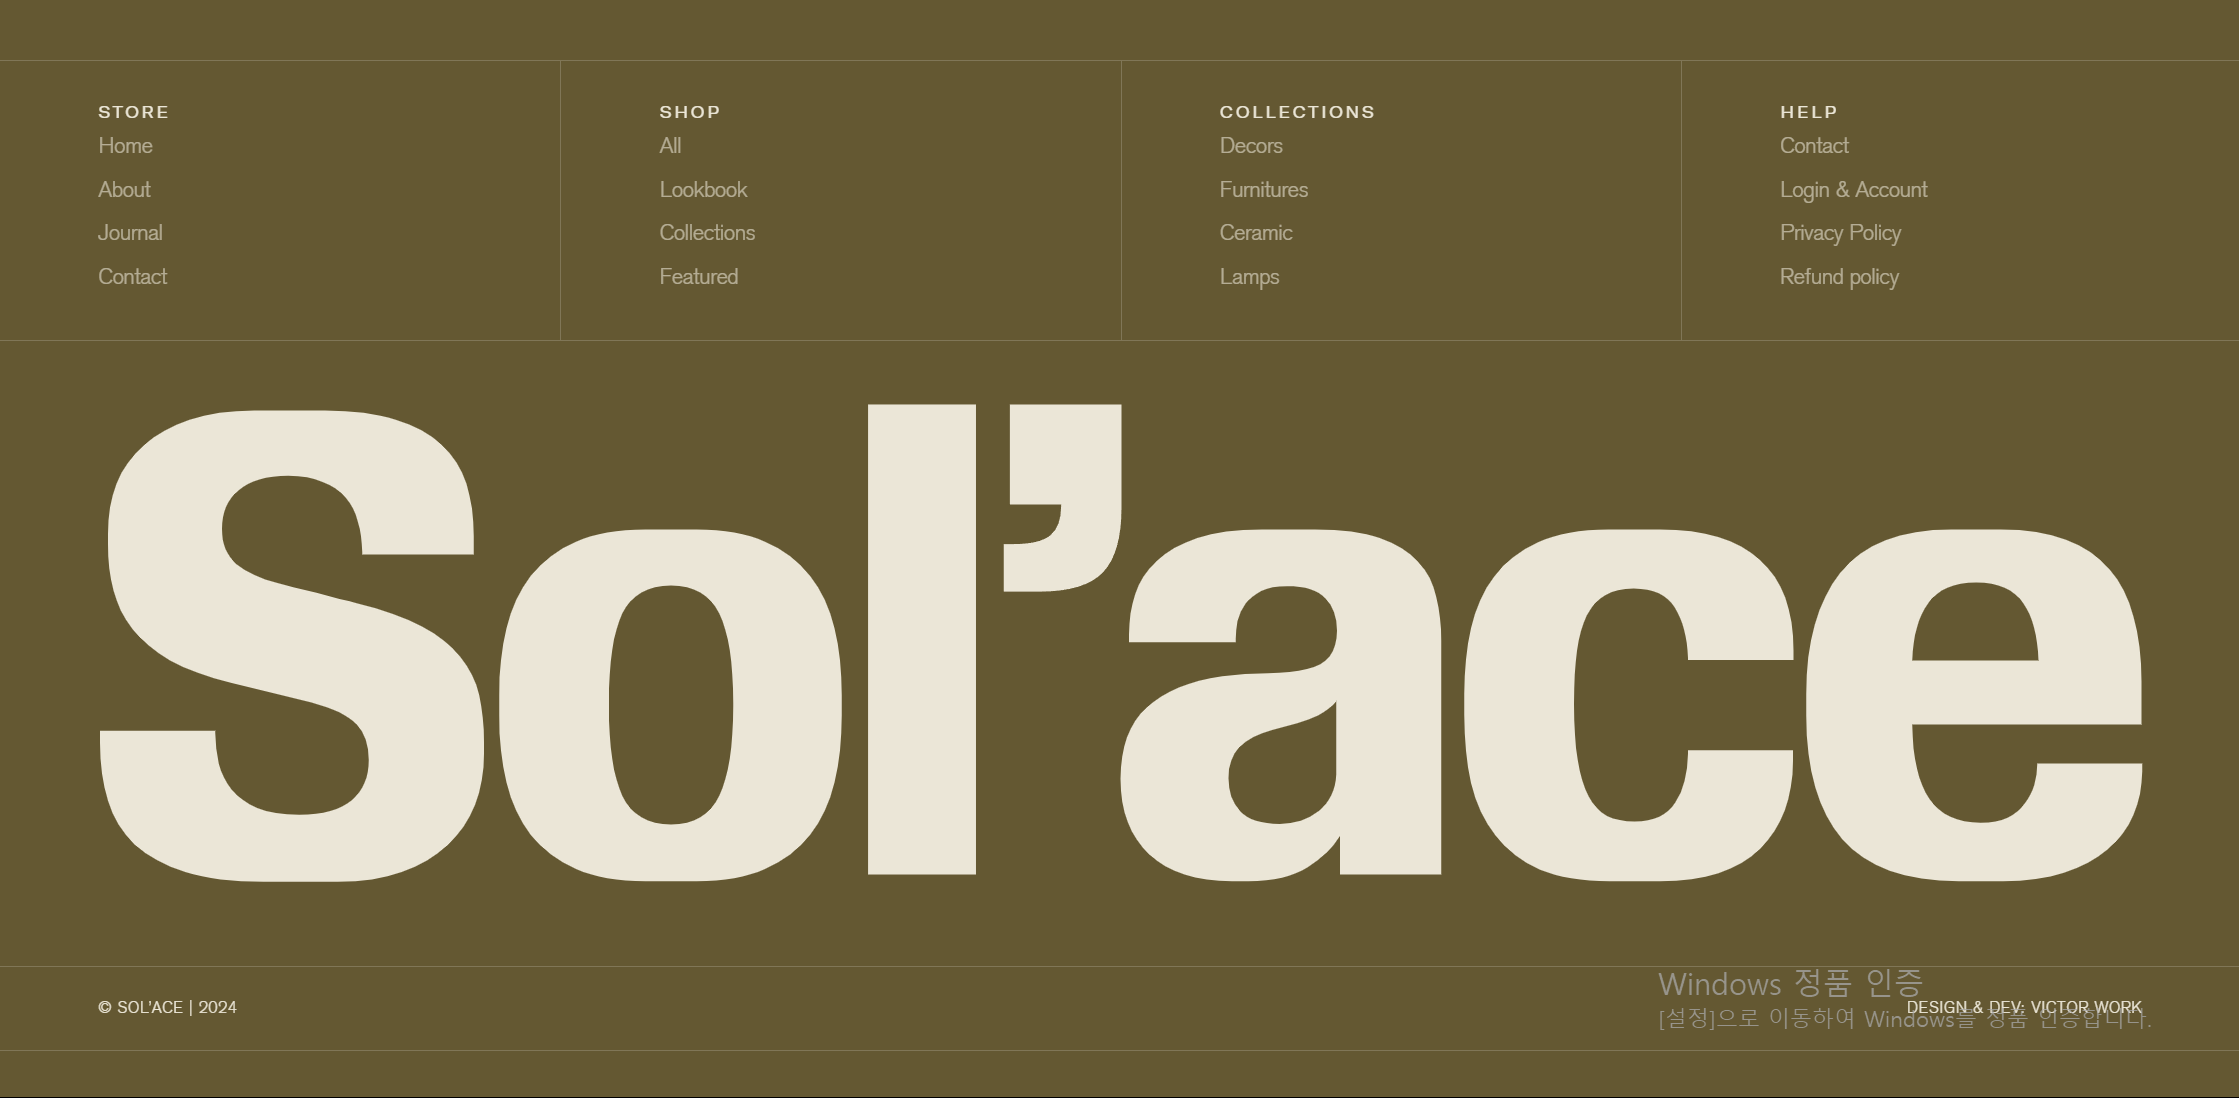 STORE
Home
About
Journal
Contact
SHOP
All
Lookbook
Collections
Featured
COLLECTIONS
Decors
Furnitures
Ceramic
Lamps
HELP
Contact
Login & Account
Privacy Policy
Refund policy
Sol’ace
© SOL’ACE | 2024
DESIGN & DEV: VICTOR WORK
Windows 정품 인증
[설정]으로 이동하여 Windows를 정품 인증합니다.